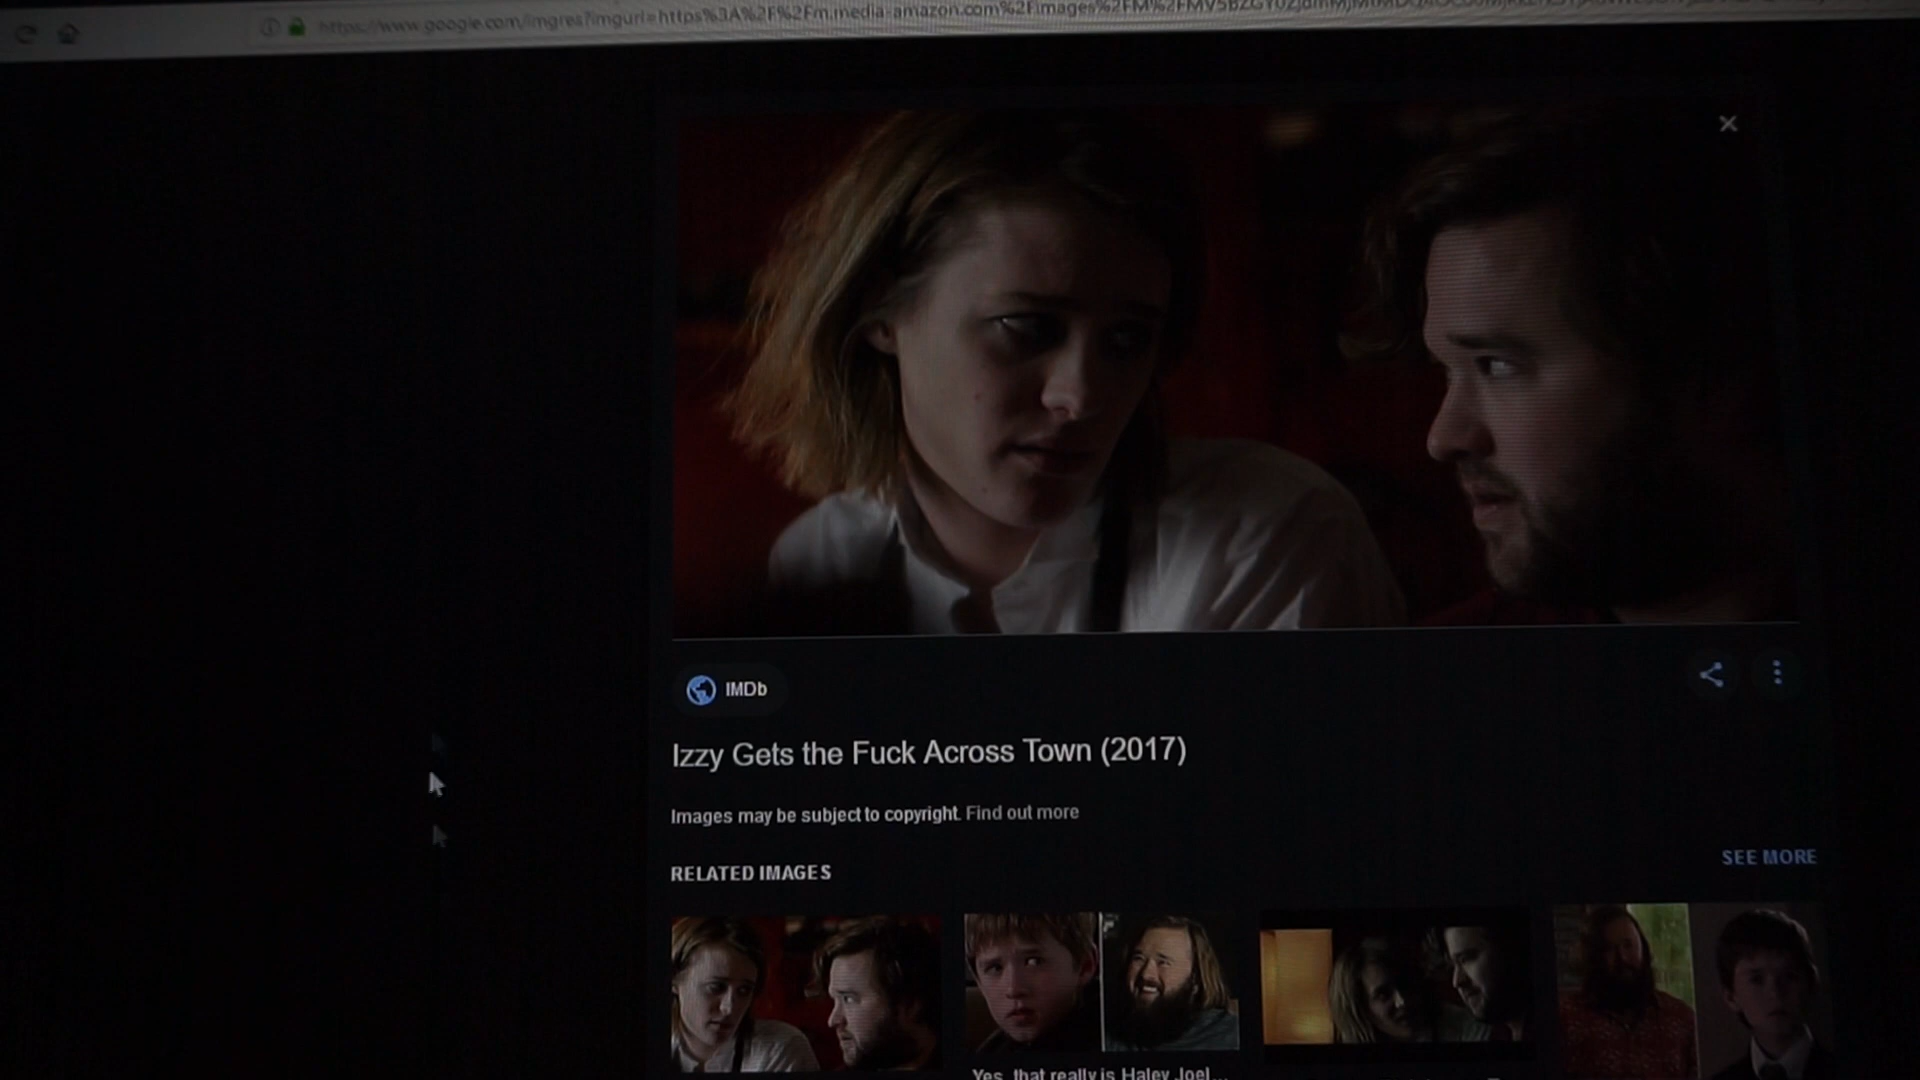 IMDb
Izzy Gets the Fuck Across Town (2017)
Images may be subject to copyright. Find out more
SEE MORE
RELATED IMAGES
Yes, that really is Haley Joel...